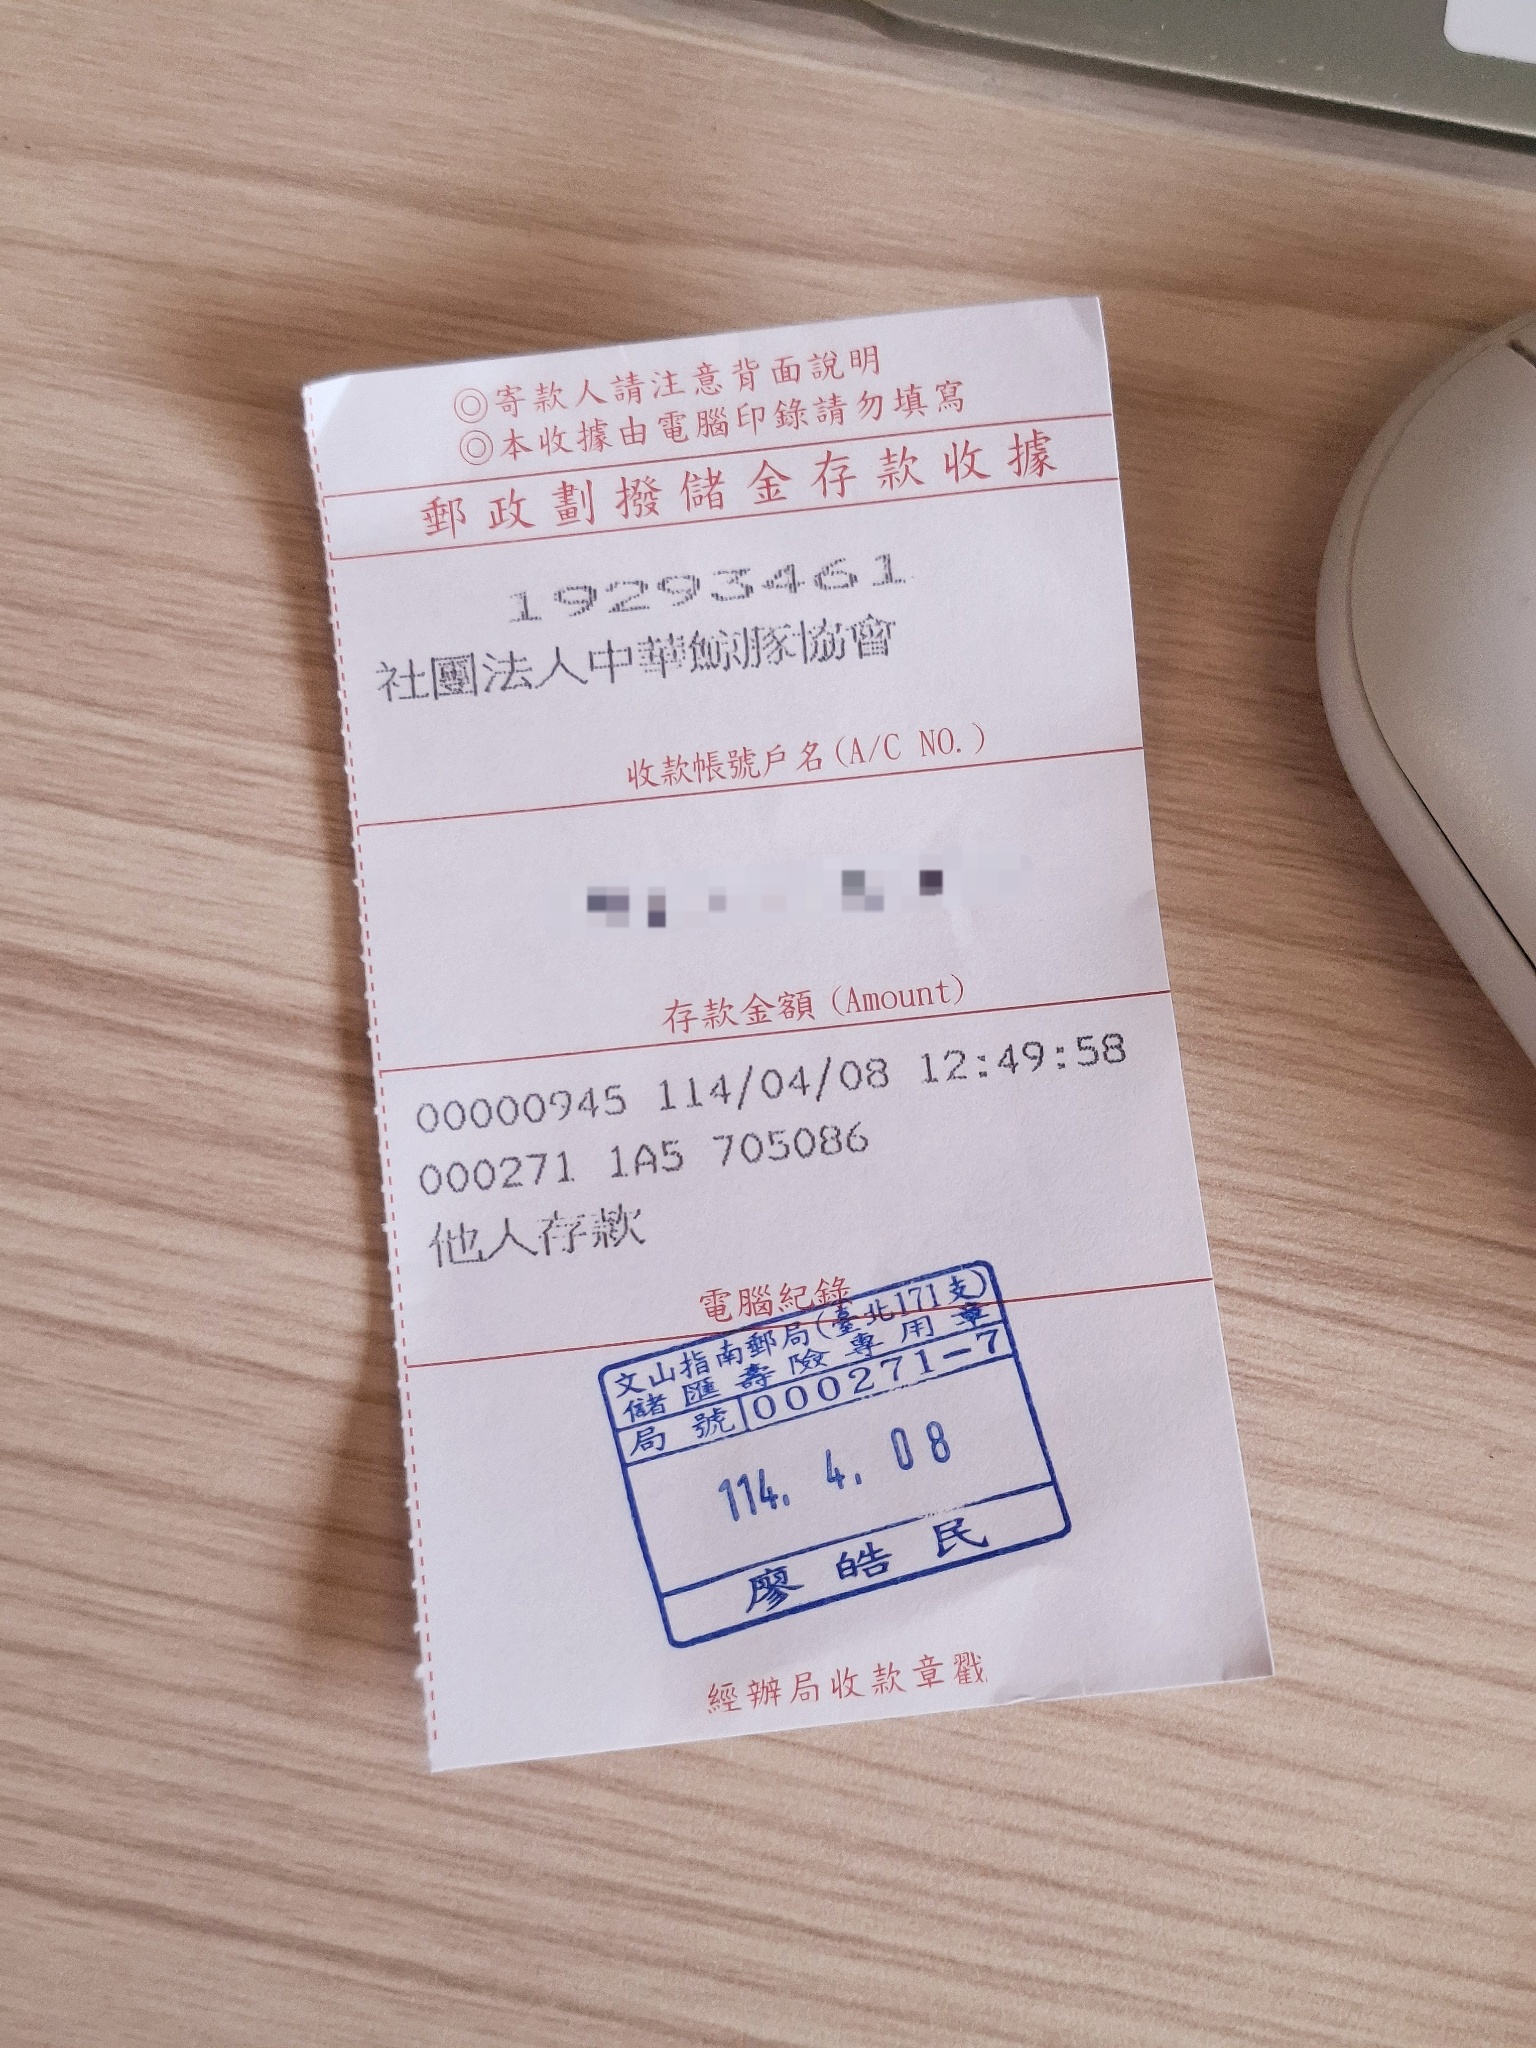 ◎寄款人請注意背面說明
◎本收據由電腦印錄請勿填寫
郵政劃撥儲金存款收據
19293461
社團法人中華鯨豚協會
收款帳號戶名(A/C NO.)
存款金額 (Amount)
00000945 114/04/08 12:49:58
000271 1A5 705086
他人存款
電腦紀錄
文山指南郵局(臺北171支)
儲匯壽險專用章
局號 000271-7
114. 4. 08
廖皓民
經辦局收款章戳